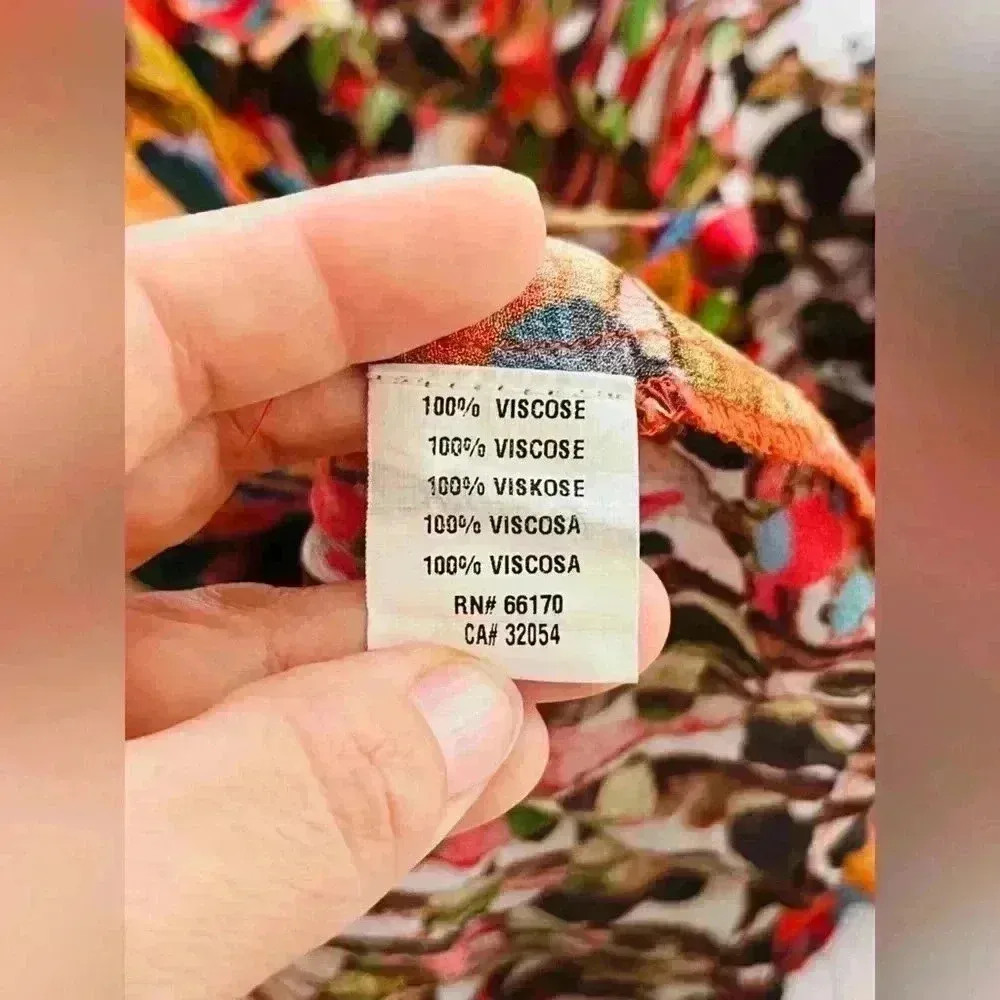 100% VISCOSE
100% VISCOSE
100% VISKOSE
100% VISCOSA
100% VISCOSA
RN# 66170
CA# 32054